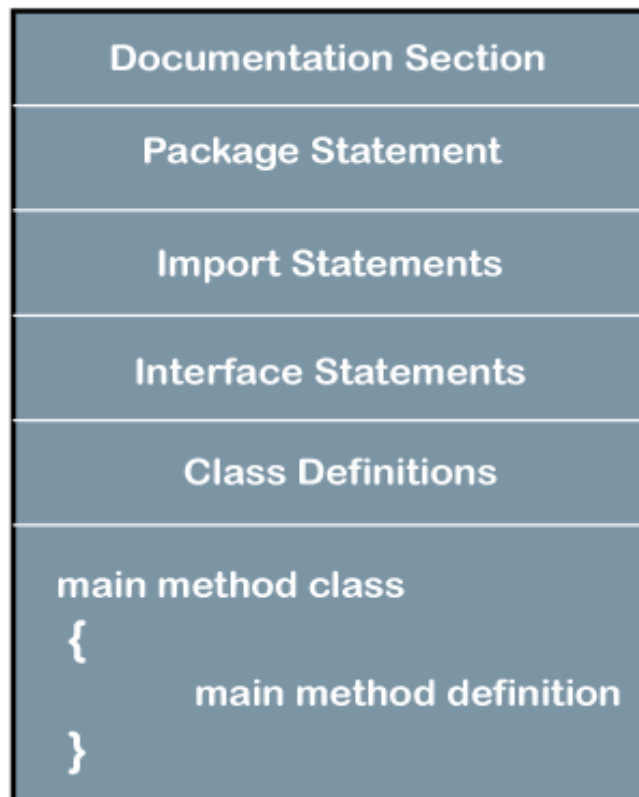 Documentation Section
Package Statement
Import Statements
Interface Statements
Class Definitions
main method class
{
main method definition
}